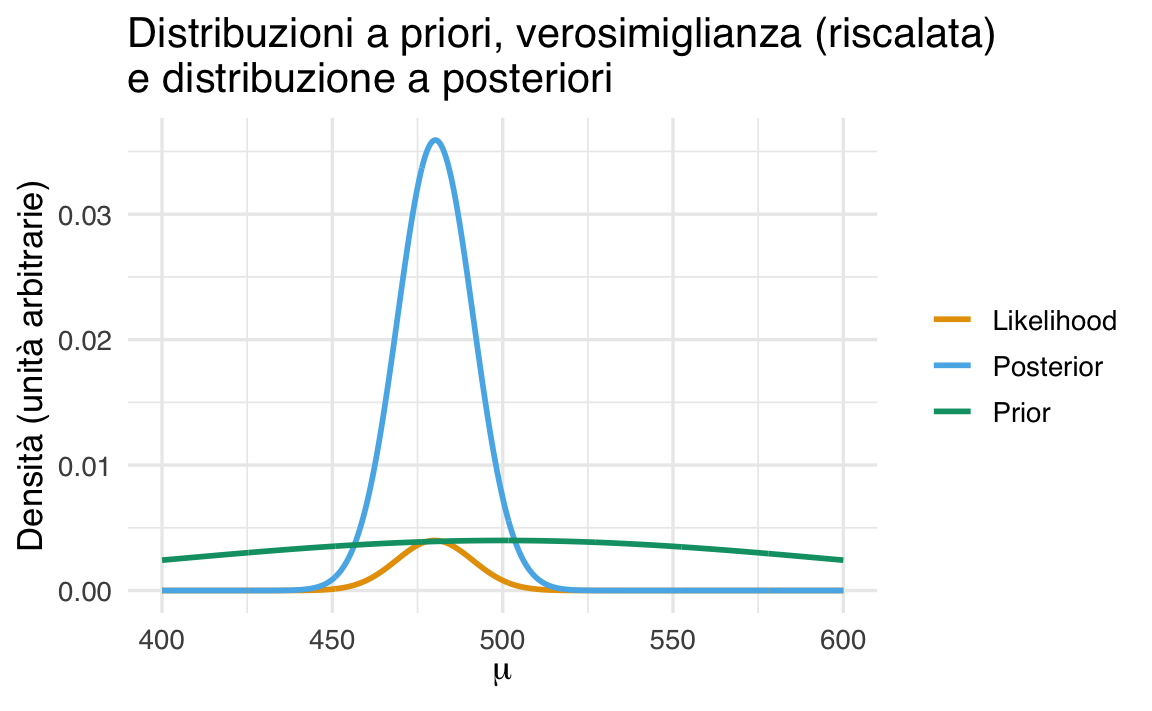 Distribuzioni a priori, verosimiglianza (riscalata)
e distribuzione a posteriori
Densità (unità arbitrarie)
0.03
0.02
0.01
0.00
400 450 500 550 600
μ
Likelihood
Posterior
Prior